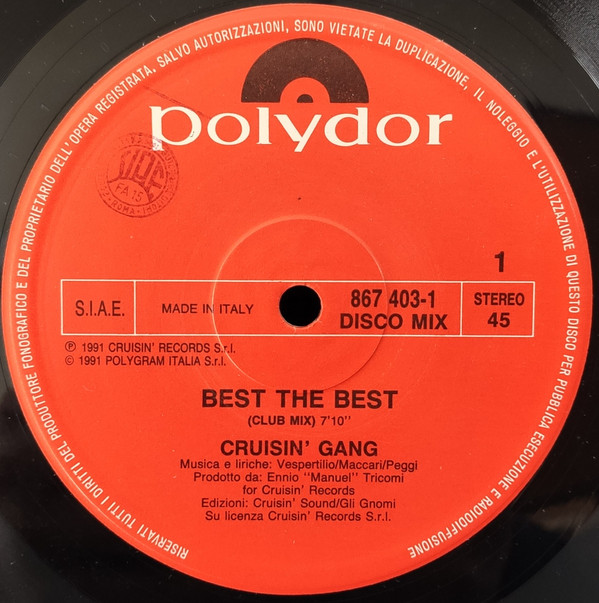 RISERVATI TUTTI I DIRITTI DEL PRODUTTORE FONOGRAFICO E DEL PROPRIETARIO DELL'OPERA REGISTRATA. SALVO AUTORIZZAZIONI, SONO VIETATE LA DUPLICAZIONE, IL NOLEGGIO E L'UTILIZZAZIONE DI QUESTO DISCO PER PUBBLICA ESECUZIONE E RADIODIFFUSIONE
polydor
FA 15
ROMA
1
S.I.A.E.
MADE IN ITALY
867 403-1
DISCO MIX
STEREO
45
℗ 1991 CRUISIN' RECORDS S.r.l.
© 1991 POLYGRAM ITALIA S.r.l.
BEST THE BEST
(CLUB MIX) 7'10''
CRUISIN' GANG
Musica e liriche: Vespertilio/Maccari/Peggi
Prodotto da: Ennio ''Manuel'' Tricomi
for Cruisin' Records
Edizioni: Cruisin' Sound/Gli Gnomi
Su licenza Cruisin' Records S.r.l.